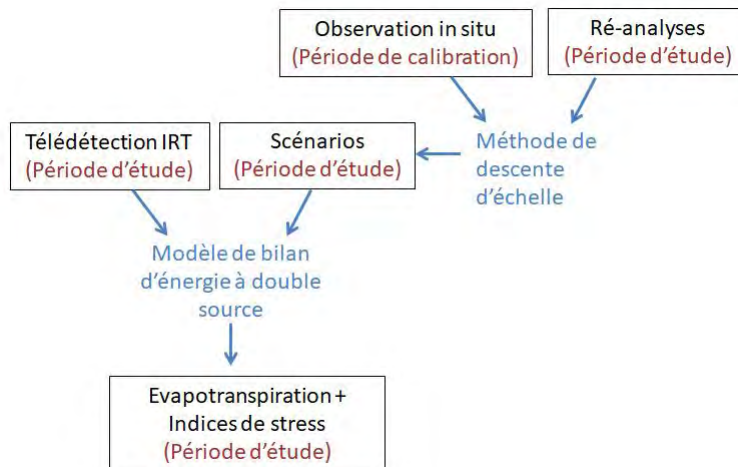 Observation in situ
(Période de calibration)
Ré-analyses
(Période d'étude)
Télédétection IRT
(Période d'étude)
Scénarios
(Période d'étude)
Méthode de
descente
d'échelle
Modèle de bilan
d'énergie à double
source
Evapotranspiration +
Indices de stress
(Période d'étude)